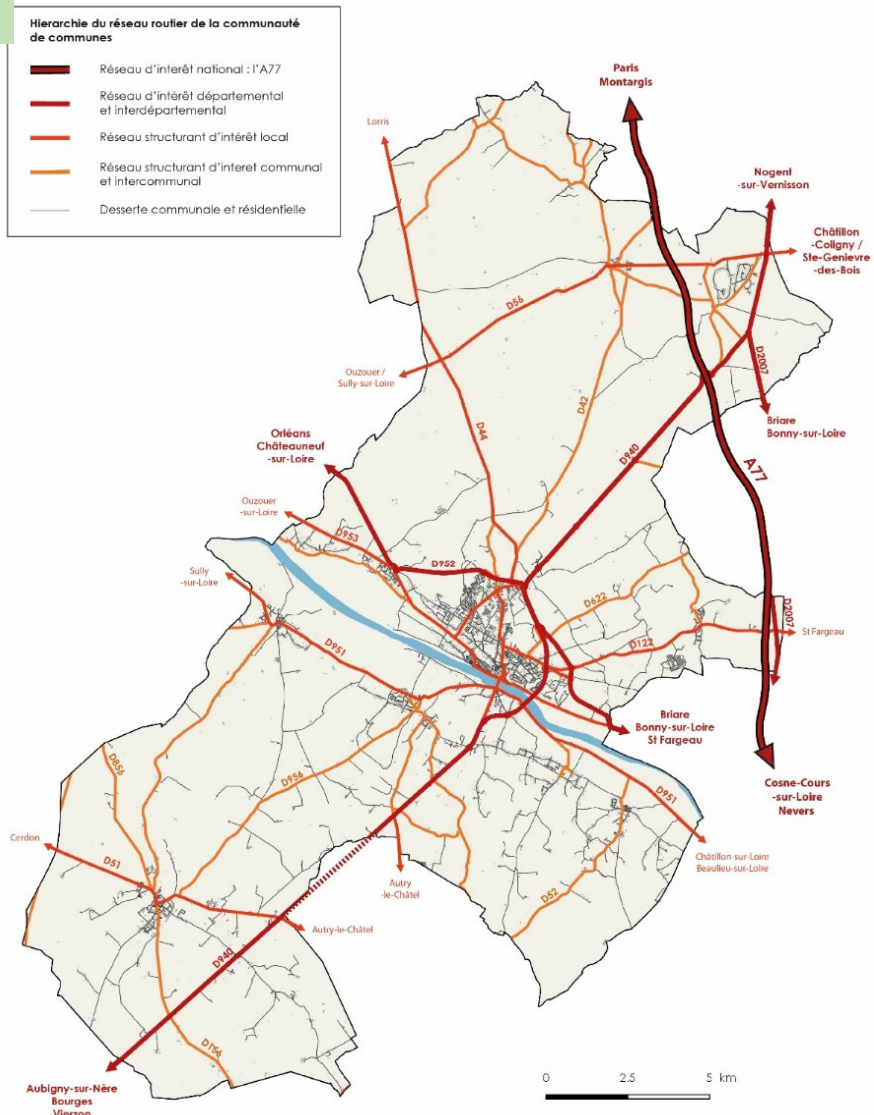 Hierarchie du réseau routier de la communauté
de communes
Réseau d'interêt national : l'A77
Réseau d'intérêt départemental
et interdépartemental
Réseau structurant d'intérêt local
Réseau structurant d'interet communal
et intercommunal
Desserte communale et résidentielle
Paris
Montargis
Lorris
Nogent
-sur-Vernisson
Châtillon
-Coligny /
Ste-Genievre
-des-Bois
D56
Ouzouer /
Sully-sur-Loire
D2007
D42
Briare
Bonny-sur-Loire
D44
Orléans
Châteauneuf
-sur-Loire
D940
A77
Ouzouer
-sur-Loire
D953
D952
Sully
-sur-Loire
D622
D2007
St Fargeau
D951
D122
Briare
Bonny-sur-Loire
St Fargeau
D856
D956
Cosne-Cours
-sur-Loire
Nevers
D951
Cerdon
D51
Châtillon-sur-Loire
Beaulieu-sur-Loire
Autry
-le-Châtel
D52
Autry-le-Châtel
D940
D756
Aubigny-sur-Nère
Bourges
Vierzon
0 2.5 5 km